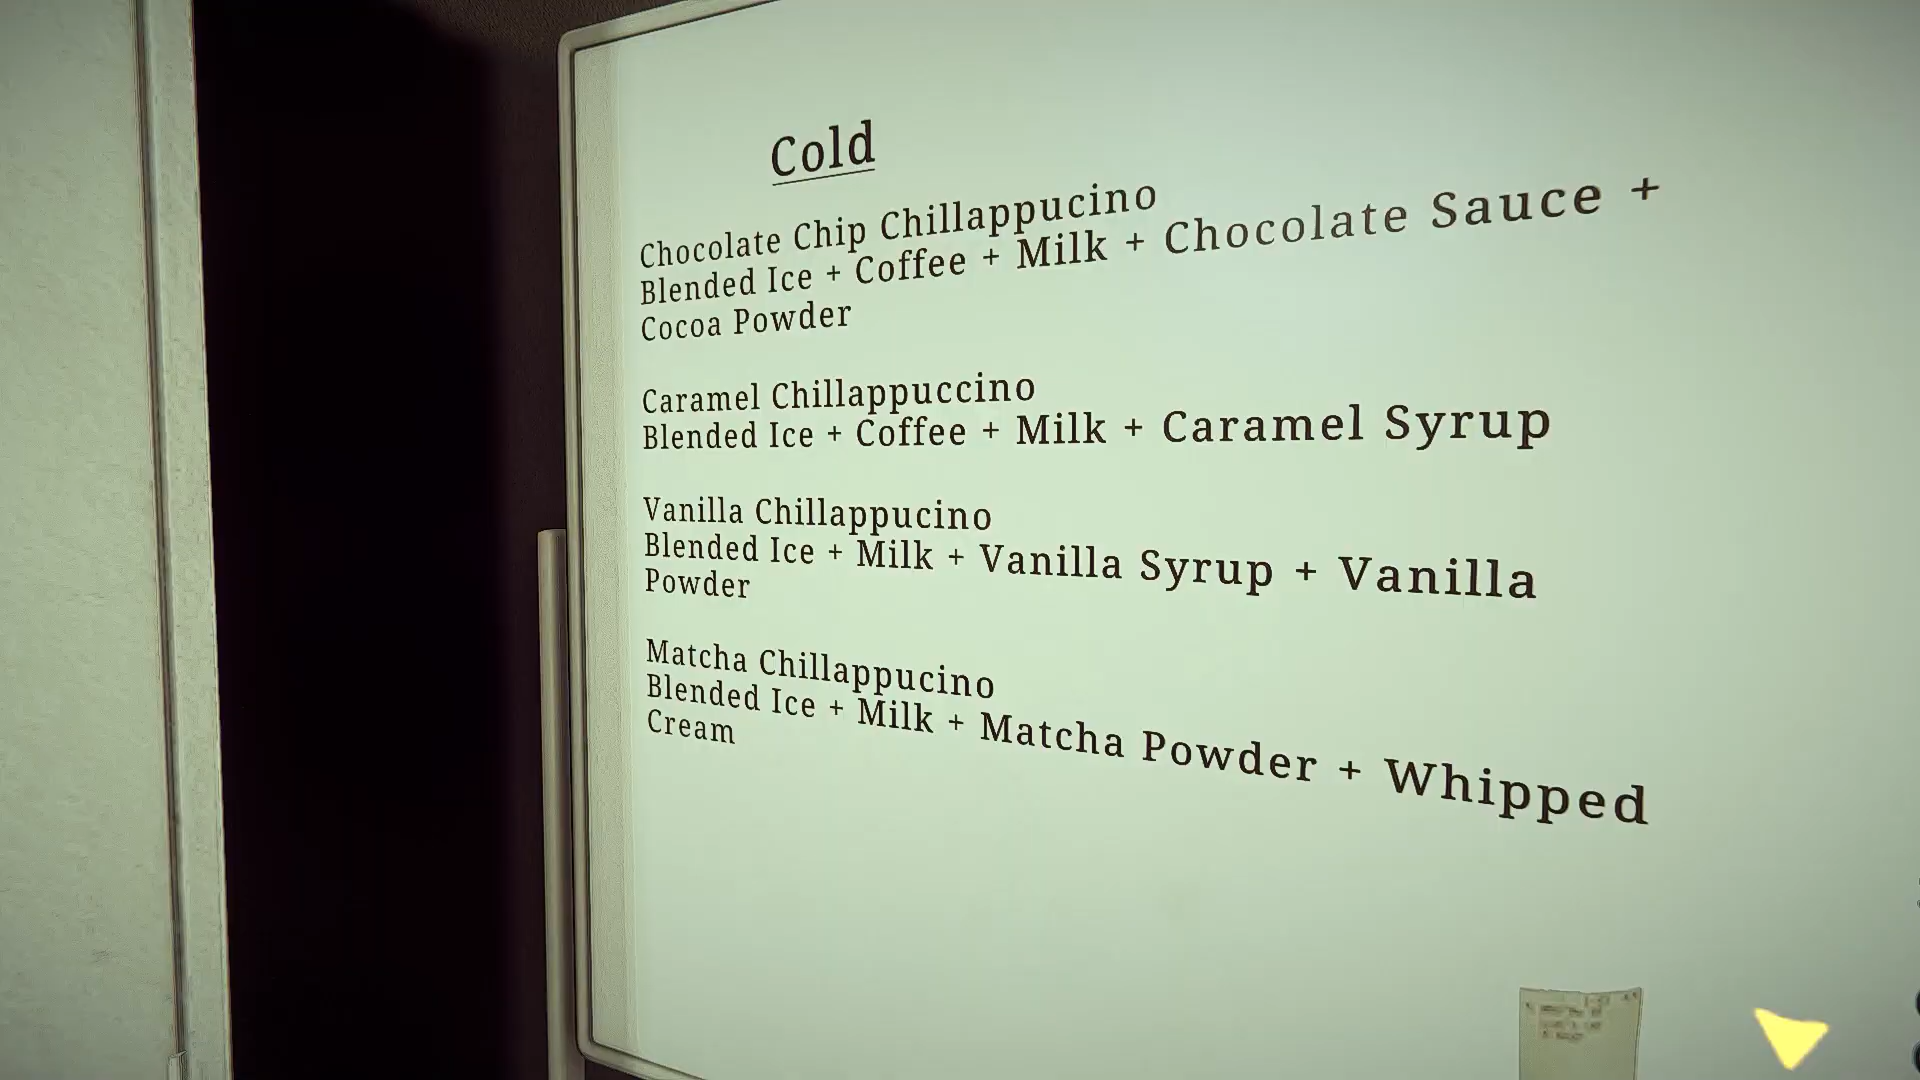 Cold
Chocolate Chip Chillappucino
Blended Ice + Coffee + Milk + Chocolate Sauce +
Cocoa Powder
Caramel Chillappuccino
Blended Ice + Coffee + Milk + Caramel Syrup
Vanilla Chillappucino
Blended Ice + Milk + Vanilla Syrup + Vanilla
Powder
Matcha Chillappucino
Blended Ice + Milk + Matcha Powder + Whipped
Cream